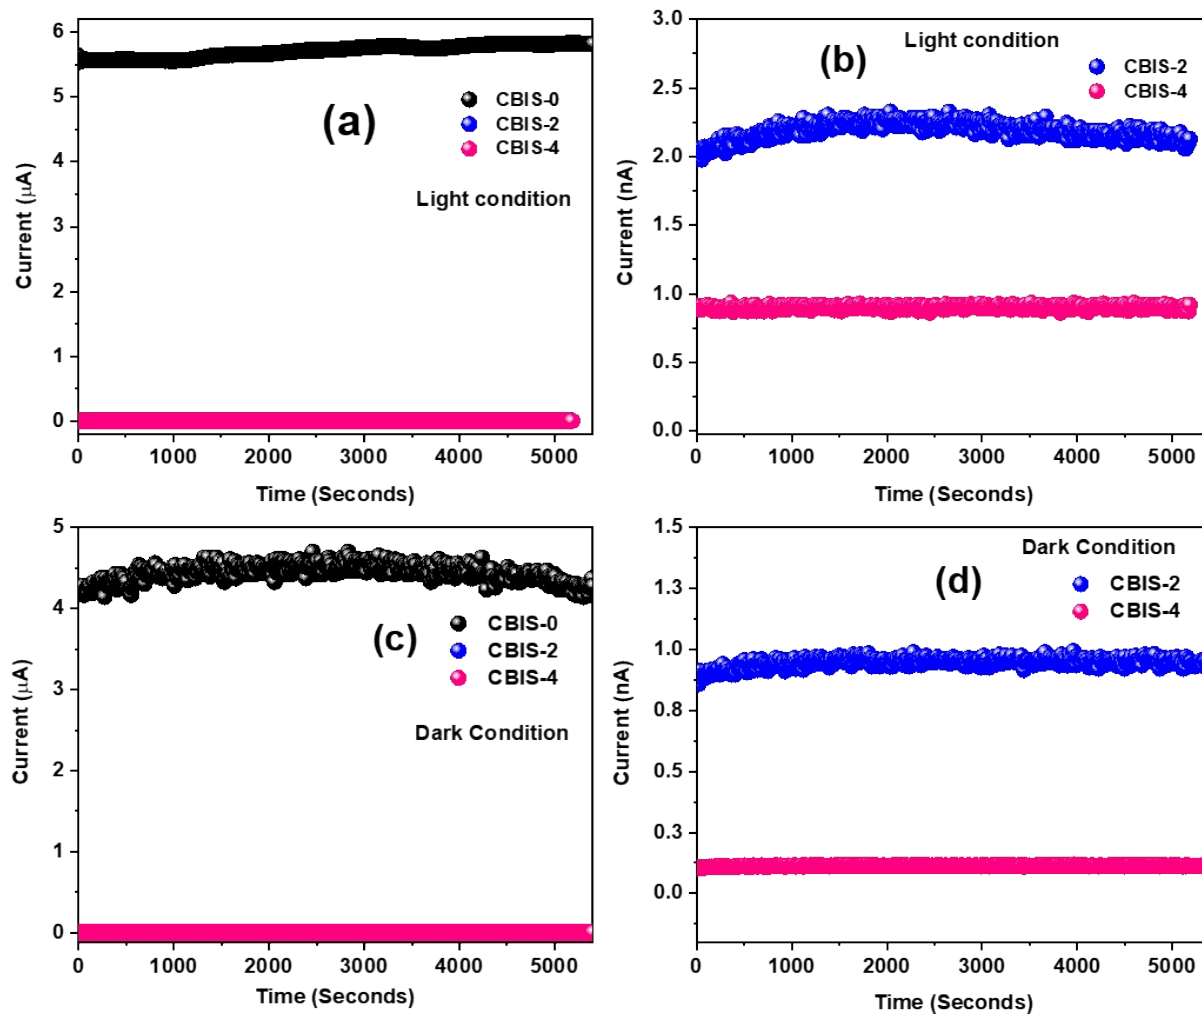 6
5
4
3
2
1
0
Current (μA)
(a)
CBIS-0
CBIS-2
CBIS-4
Light condition
0 1000 2000 3000 4000 5000
Time (Seconds)
3.0
2.5
2.0
1.5
1.0
0.5
0.0
Current (nA)
(b)
Light condition
CBIS-2
CBIS-4
0 1000 2000 3000 4000 5000
Time (Seconds)
5
4
3
2
1
0
Current (μA)
(c)
CBIS-0
CBIS-2
CBIS-4
Dark Condition
0 1000 2000 3000 4000 5000
Time (Seconds)
1.5
1.3
1.0
0.8
0.5
0.3
0.0
Current (nA)
Dark Condition
(d)
CBIS-2
CBIS-4
0 1000 2000 3000 4000 5000
Time (Seconds)